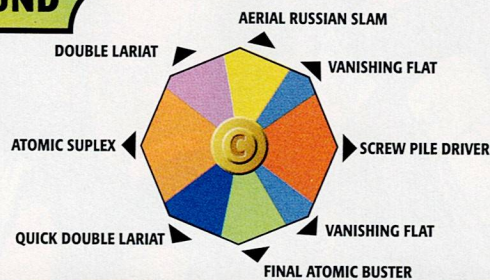 UND
AERIAL RUSSIAN SLAM
DOUBLE LARIAT
VANISHING FLAT
ATOMIC SUPLEX
C
SCREW PILE DRIVER
QUICK DOUBLE LARIAT
VANISHING FLAT
FINAL ATOMIC BUSTER